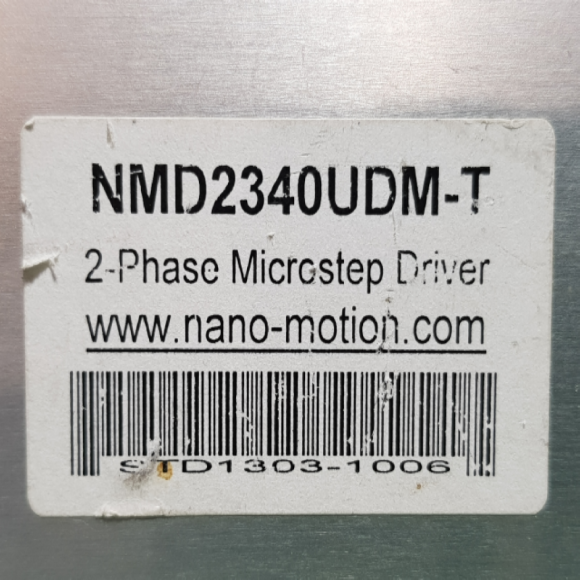 NMD2340UDM-T
2-Phase Microstep Driver
www.nano-motion.com
STD1303-1006